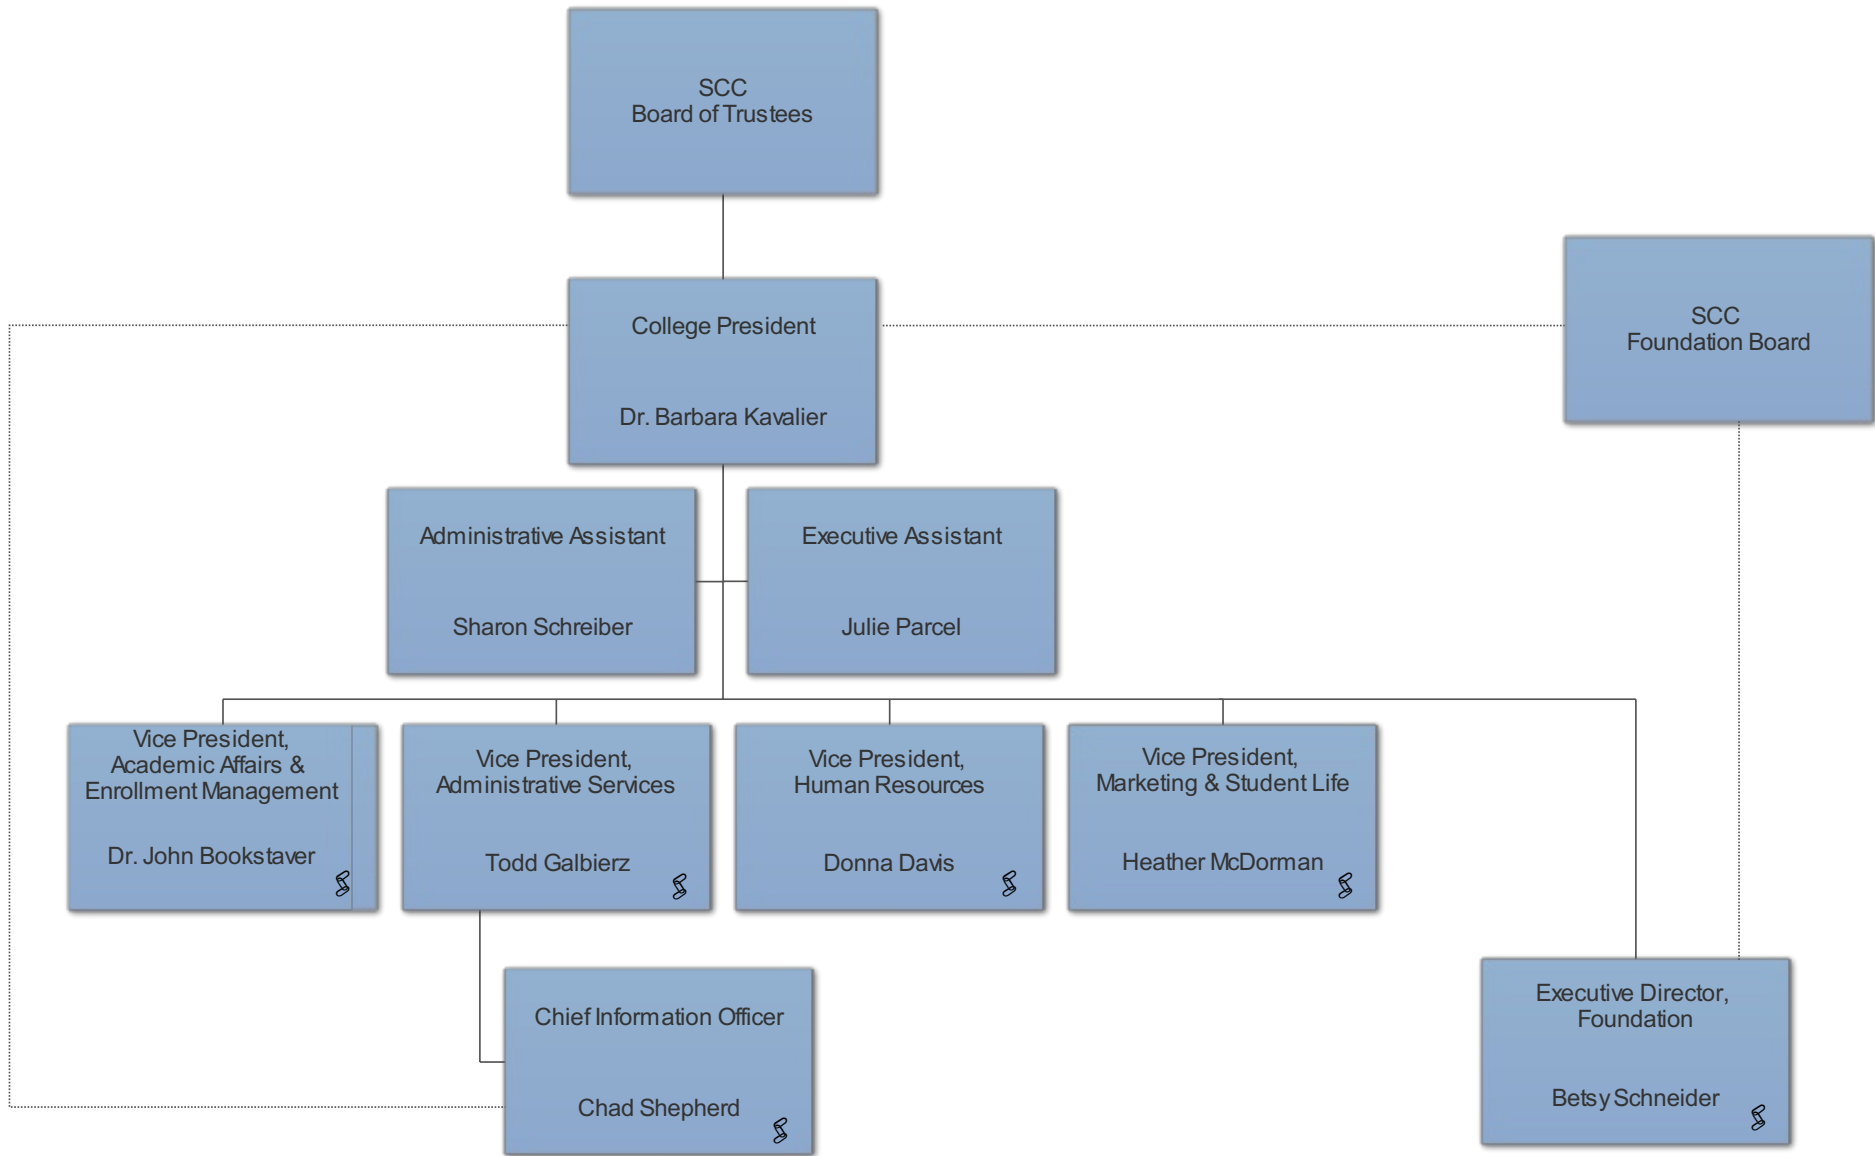 SCC
Board of Trustees
College President
Dr. Barbara Kavalier
SCC
Foundation Board
Administrative Assistant
Sharon Schreiber
Executive Assistant
Julie Parcel
Vice President,
Academic Affairs &
Enrollment Management
Dr. John Bookstaver
Vice President,
Administrative Services
Todd Galbierz
Vice President,
Human Resources
Donna Davis
Vice President,
Marketing & Student Life
Heather McDorman
Chief Information Officer
Chad Shepherd
Executive Director,
Foundation
Betsy Schneider